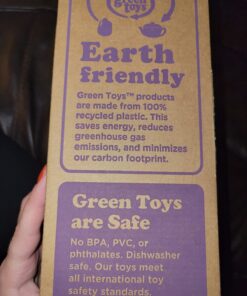 green
toys
Earth
friendly
Green Toys™ products
are made from 100%
recycled plastic. This
saves energy, reduces
greenhouse gas
emissions, and minimizes
our carbon footprint.
Green Toys
are Safe
No BPA, PVC, or
phthalates. Dishwasher
safe. Our toys meet
all international toy
safety standards.